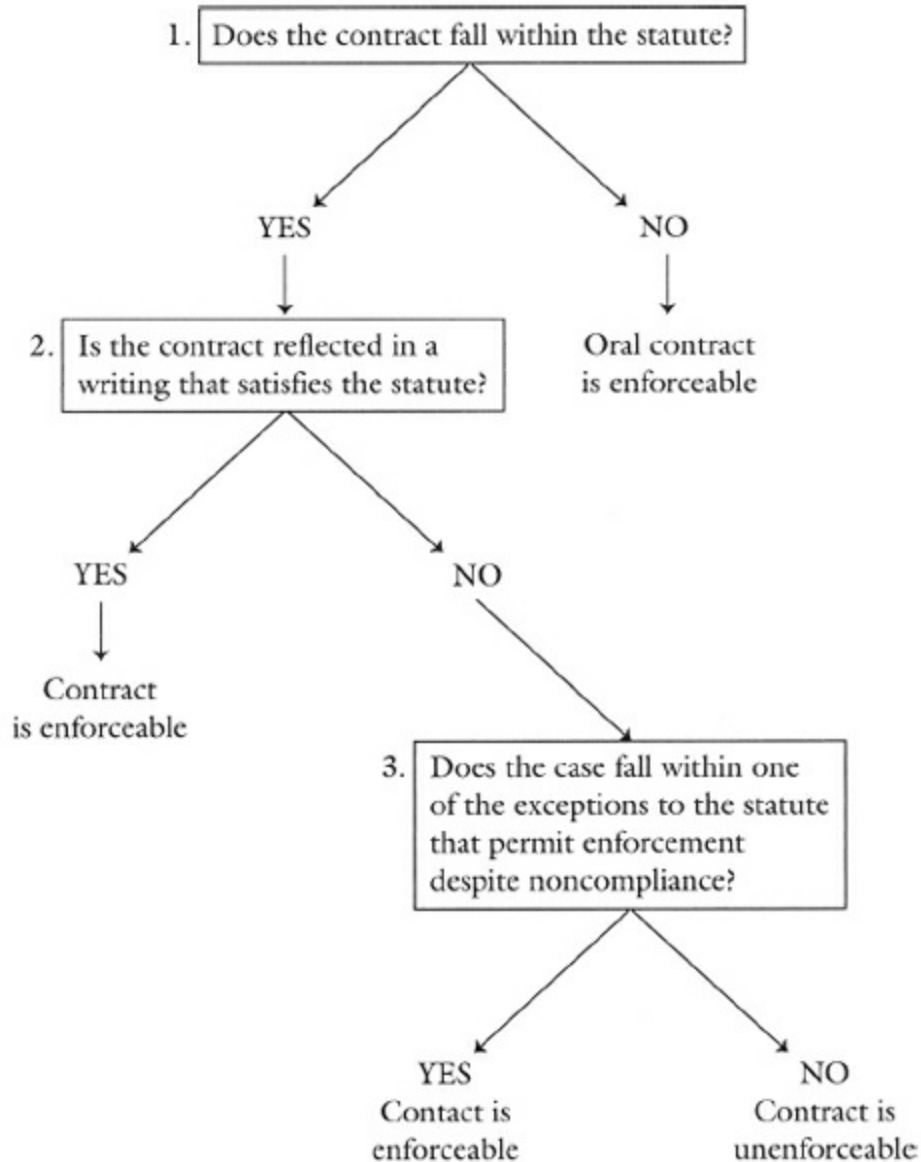 1. Does the contract fall within the statute?
YES
NO
2. Is the contract reflected in a
writing that satisfies the statute?
Oral contract
is enforceable
YES
NO
Contract
is enforceable
3. Does the case fall within one
of the exceptions to the statute
that permit enforcement
despite noncompliance?
YES
Contact is
enforceable
NO
Contract is
unenforceable